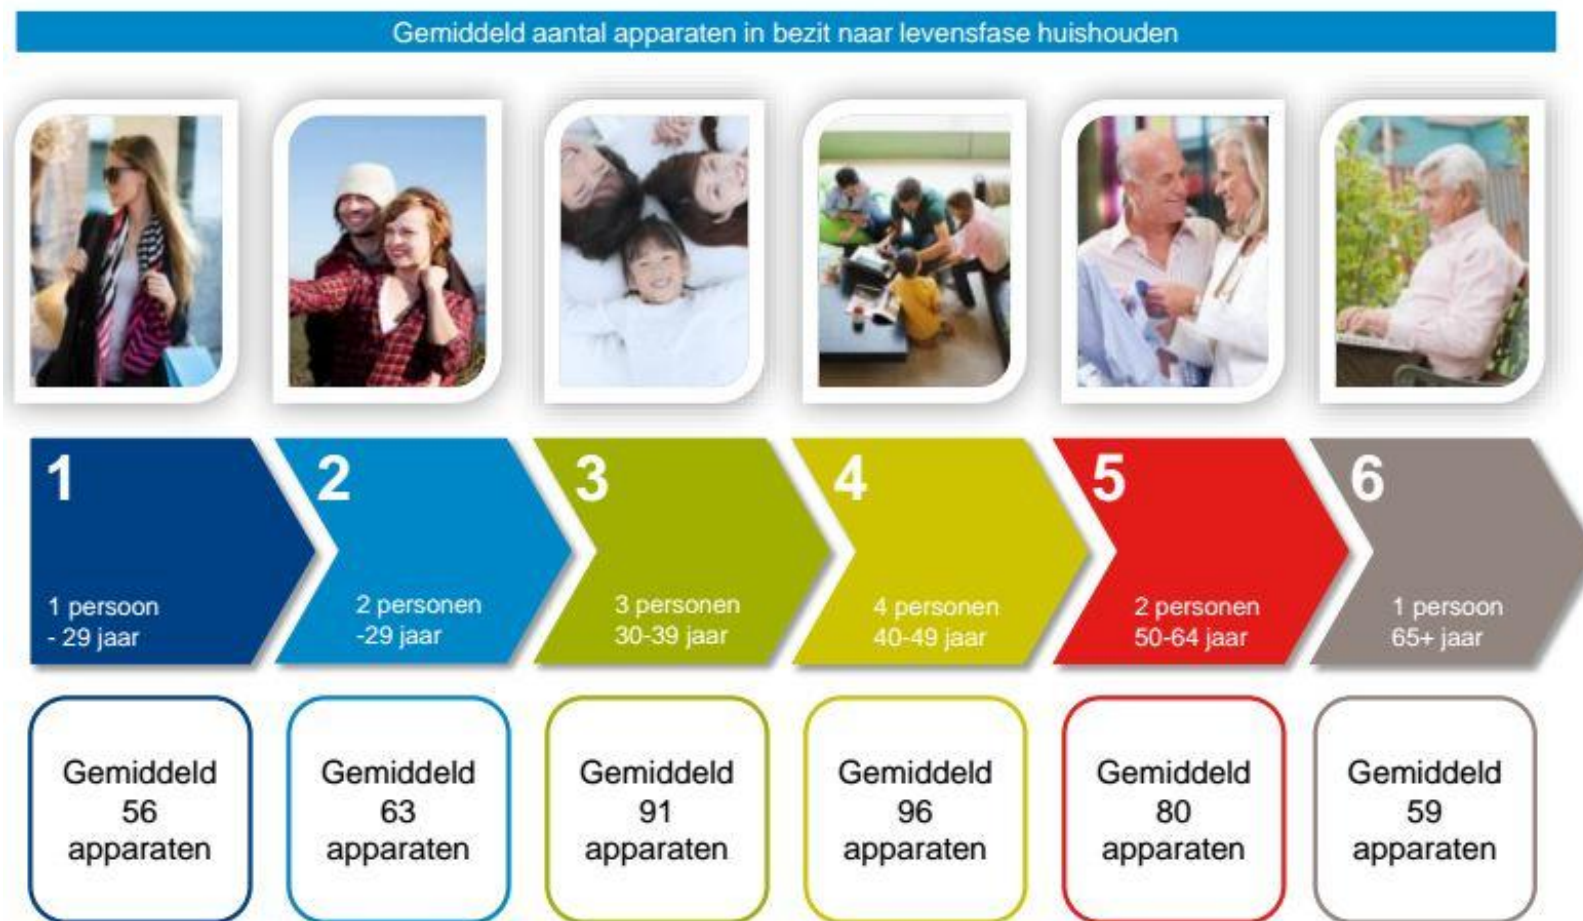 Gemiddeld aantal apparaten in bezit naar levensfase huishouden
1
1 persoon
- 29 jaar
2
2 personen
-29 jaar
3
3 personen
30-39 jaar
4
4 personen
40-49 jaar
5
2 personen
50-64 jaar
6
1 persoon
65+ jaar
Gemiddeld
56
apparaten
Gemiddeld
63
apparaten
Gemiddeld
91
apparaten
Gemiddeld
96
apparaten
Gemiddeld
80
apparaten
Gemiddeld
59
apparaten